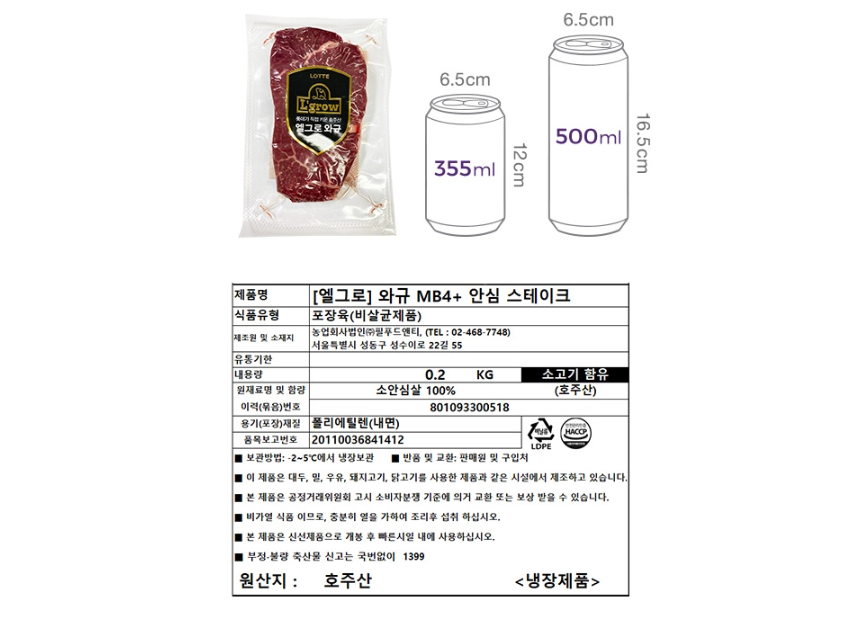 LOTTE
L'grow
롯데가 직접 키운 호주산
엘그로 와규
6.5cm
355ml
12cm
6.5cm
500ml
16.5cm
제품명 [엘그로] 와규 MB4+ 안심 스테이크
식품유형 포장육(비살균제품)
제조원 및 소재지 농업회사법인㈜필푸드앤티, (TEL : 02-468-7748)
서울특별시 성동구 성수이로 22길 55
유통기한
내용량 0.2 KG 소고기 함유
원재료명 및 함량 소안심살 100% (호주산)
이력(묶음)번호 801093300518
용기(포장)재질 폴리에틸렌(내면)
품목보고번호 20110036841412
비닐류
LDPE
HACCP
■ 보관방법: -2~5℃에서 냉장보관 ■ 반품 및 교환: 판매원 및 구입처
■ 이 제품은 대두, 밀, 우유, 돼지고기, 닭고기를 사용한 제품과 같은 시설에서 제조하고 있습니다.
■ 본 제품은 공정거래위원회 고시 소비자분쟁 기준에 의거 교환 또는 보상 받을 수 있습니다.
■ 비가열 식품 이므로, 충분히 열을 가하여 조리후 섭취 하십시오.
■ 본 제품은 신선제품으로 개봉 후 빠른시일 내에 사용하십시오.
■ 부정·불량 축산물 신고는 국번없이 1399
원산지 : 호주산 <냉장제품>